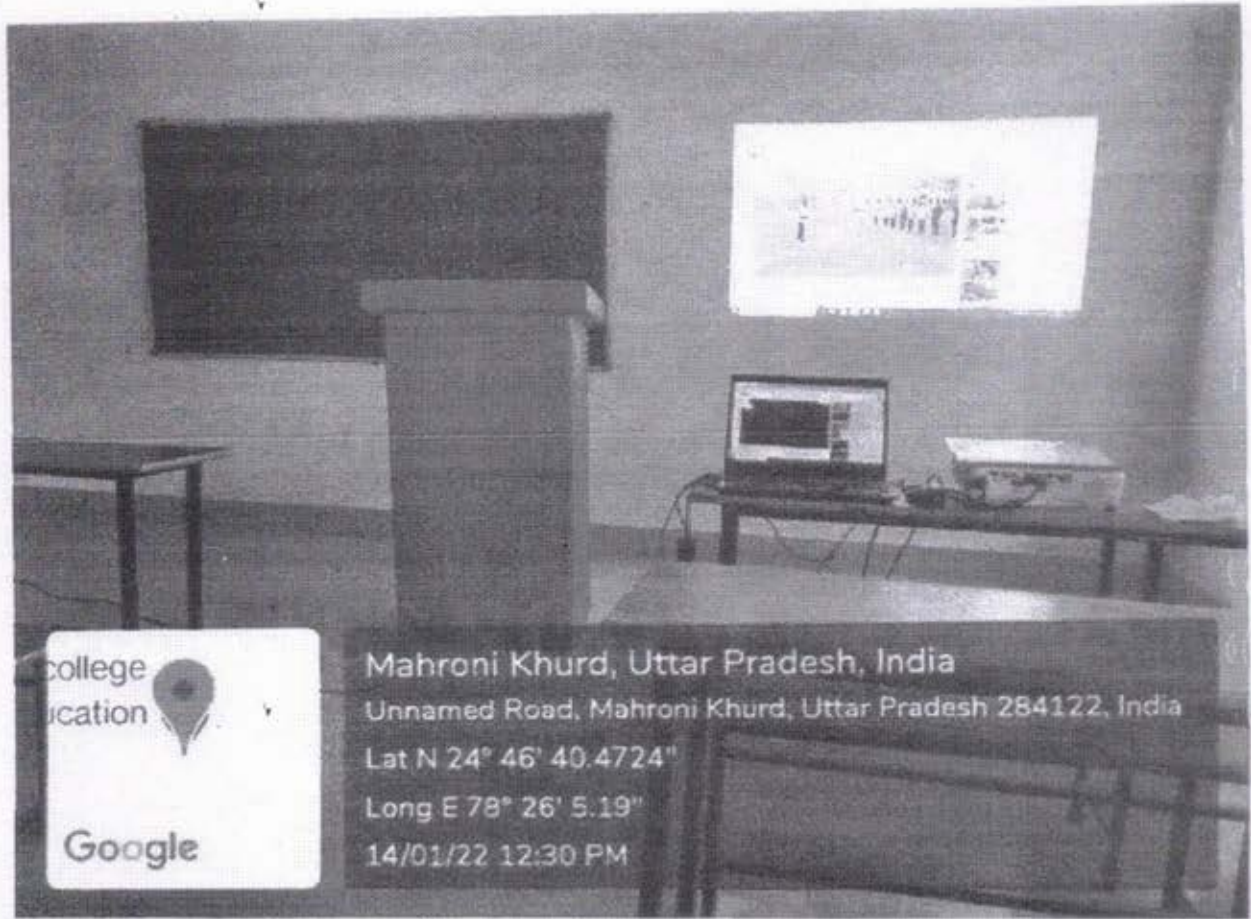 college
ucation
Google
Mahroni Khurd, Uttar Pradesh, India
Unnamed Road, Mahroni Khurd, Uttar Pradesh 284122, India
Lat N 24° 46' 40.4724"
Long E 78° 26' 5.19"
14/01/22 12:30 PM